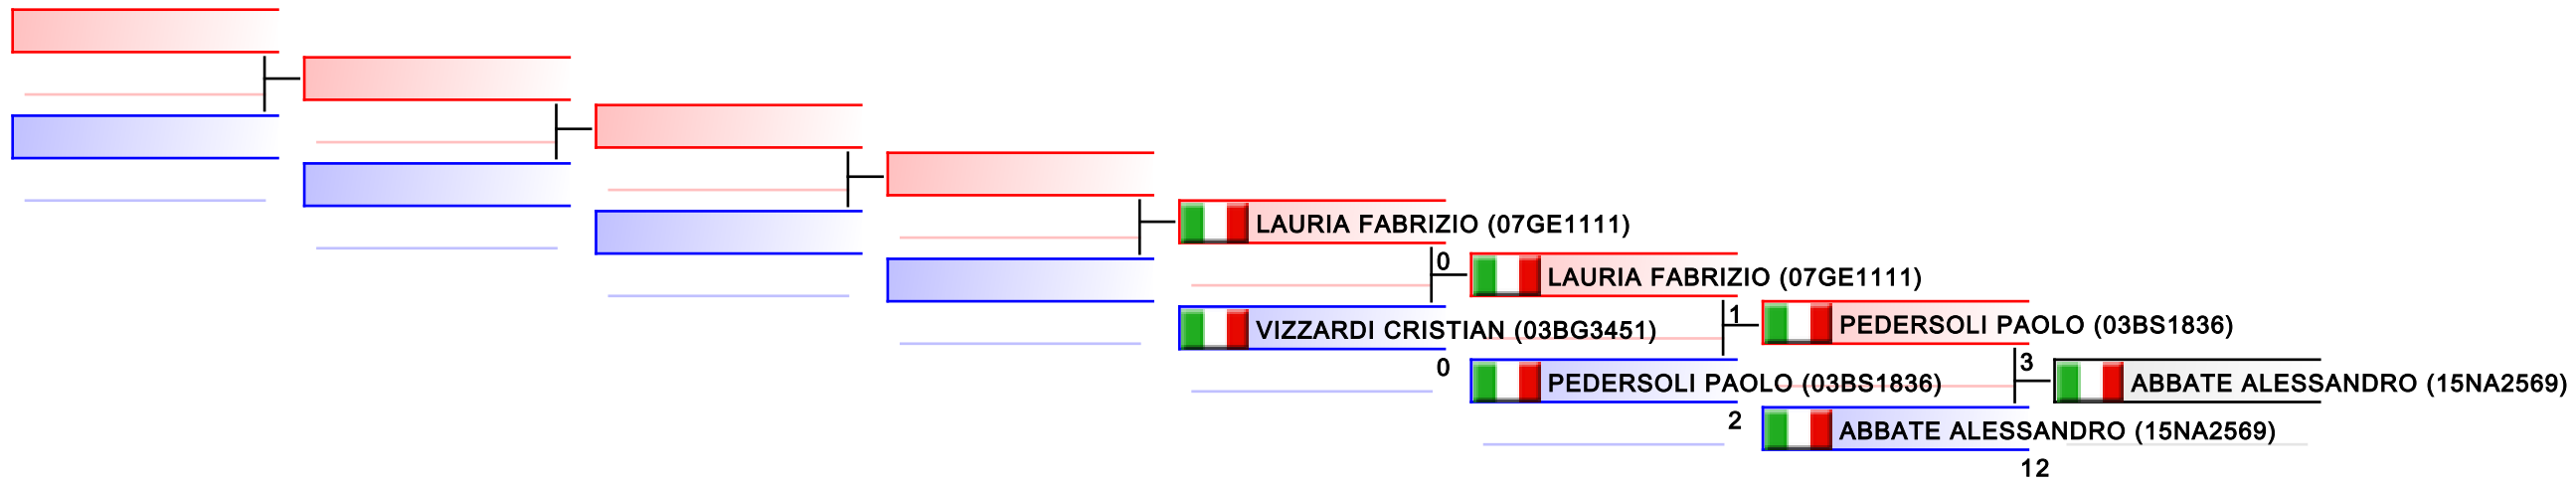 LAURIA FABRIZIO (07GE1111)
0
LAURIA FABRIZIO (07GE1111)
VIZZARDI CRISTIAN (03BG3451)
0
1
PEDERSOLI PAOLO (03BS1836)
PEDERSOLI PAOLO (03BS1836)
2
3
ABBATE ALESSANDRO (15NA2569)
ABBATE ALESSANDRO (15NA2569)
12